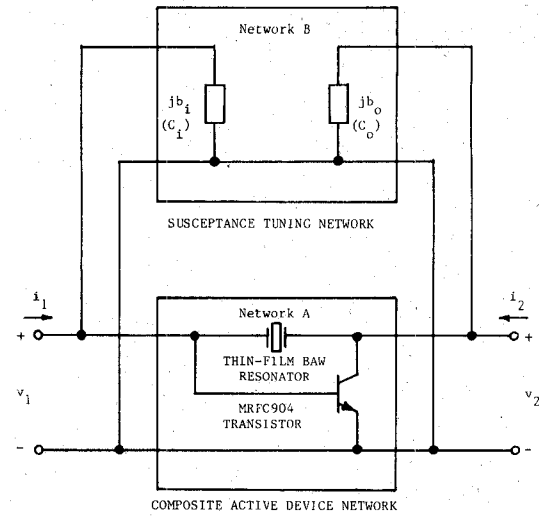 Network B
jb_i
(C_i)
jb_o
(C_o)
SUSCEPTANCE TUNING NETWORK
i_1
i_2
Network A
+
+
THIN-FILM BAW
RESONATOR
v_1
v_2
MRFC904
TRANSISTOR
-
-
COMPOSITE ACTIVE DEVICE NETWORK